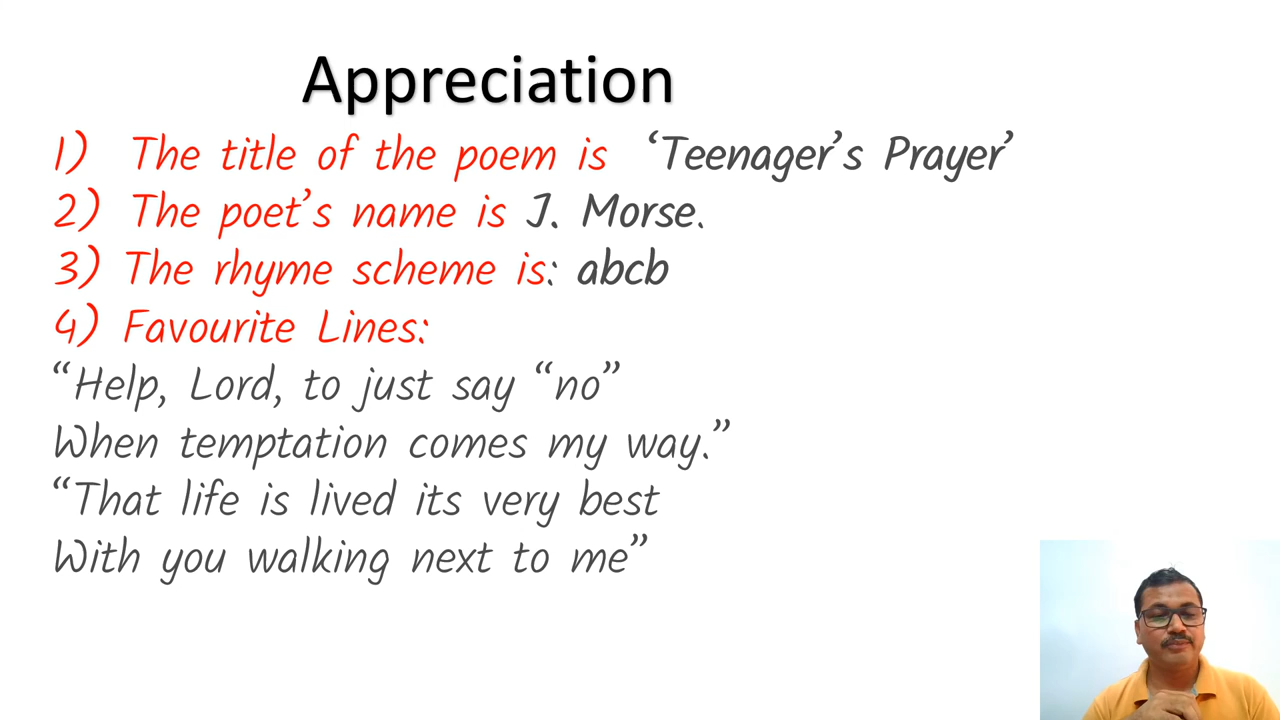 Appreciation
1) The title of the poem is ‘Teenager’s Prayer’
2) The poet’s name is J. Morse.
3) The rhyme scheme is: abcb
4) Favourite Lines:
“Help, Lord, to just say “no”
When temptation comes my way.”
“That life is lived its very best
With you walking next to me”